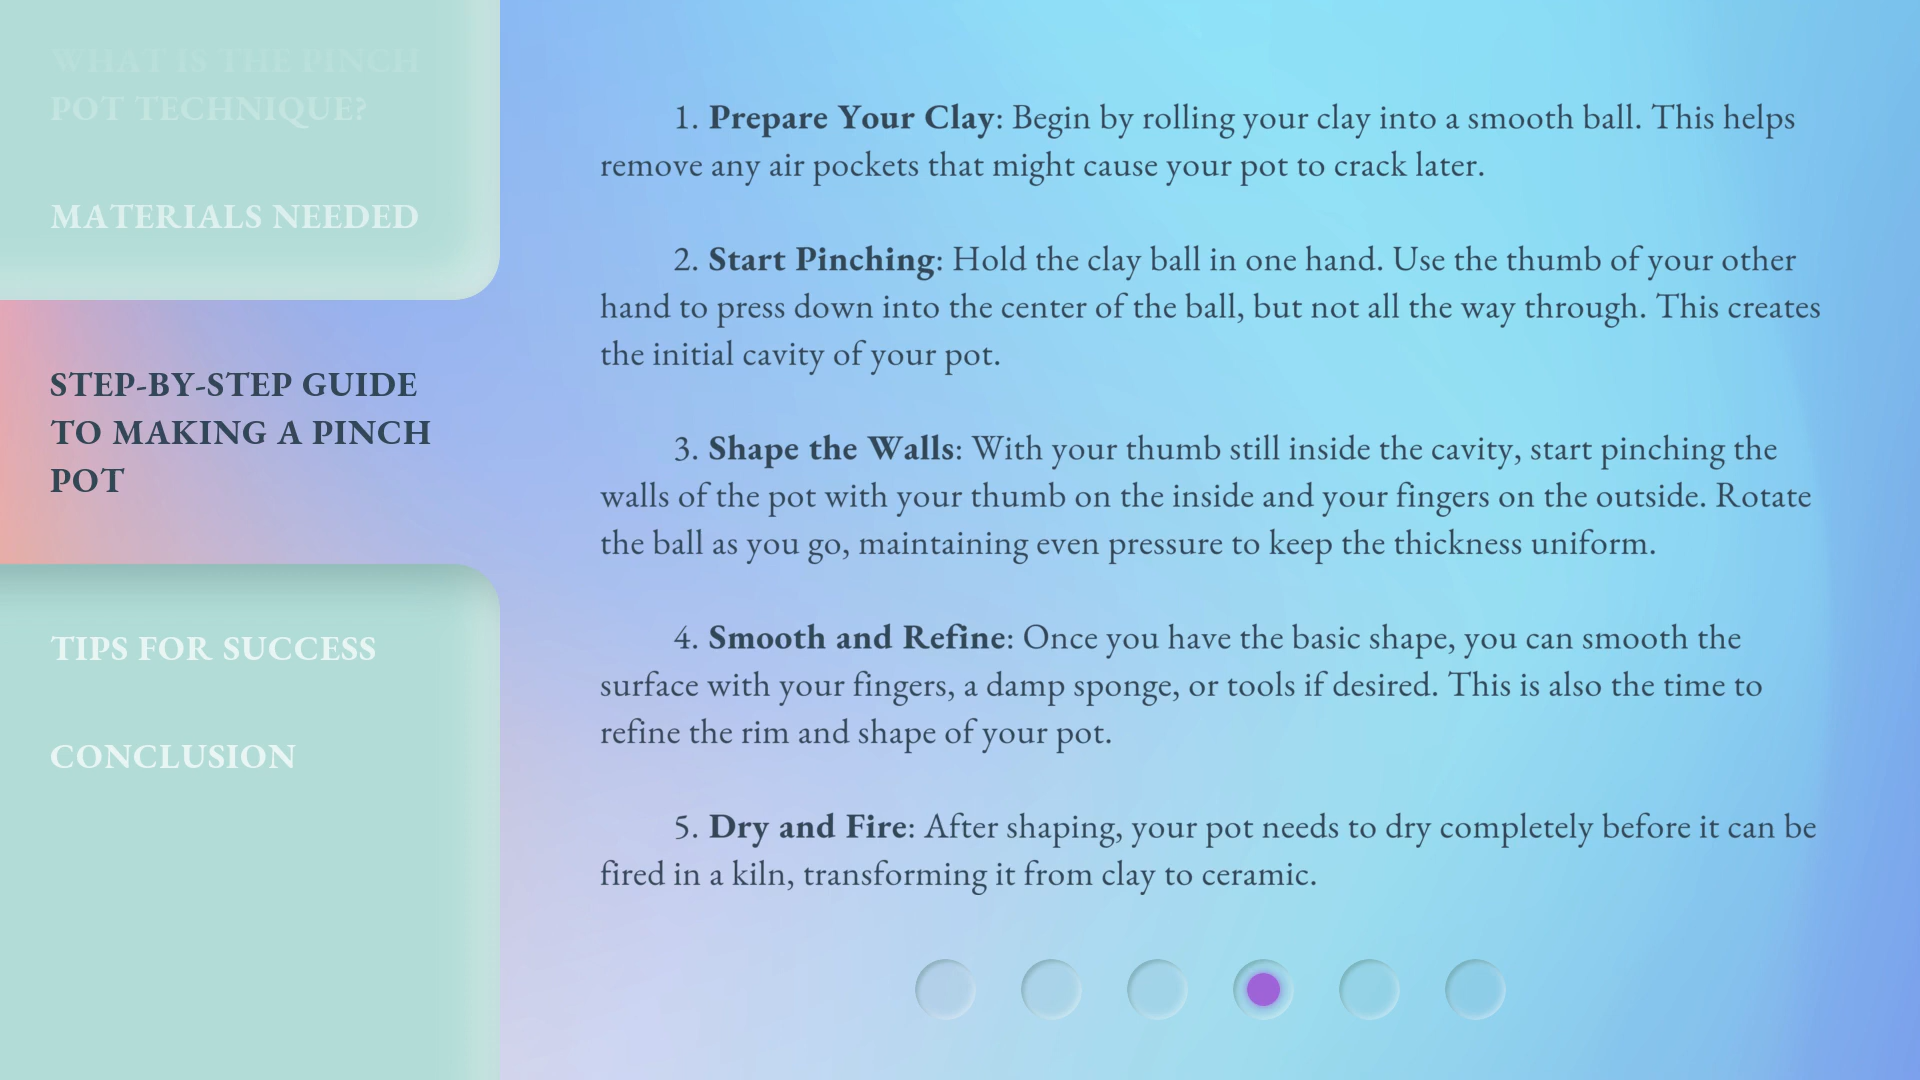 WHAT IS THE PINCH
POT TECHNIQUE?
MATERIALS NEEDED
STEP-BY-STEP GUIDE
TO MAKING A PINCH
POT
TIPS FOR SUCCESS
CONCLUSION
1. Prepare Your Clay: Begin by rolling your clay into a smooth ball. This helps
remove any air pockets that might cause your pot to crack later.
2. Start Pinching: Hold the clay ball in one hand. Use the thumb of your other
hand to press down into the center of the ball, but not all the way through. This creates
the initial cavity of your pot.
3. Shape the Walls: With your thumb still inside the cavity, start pinching the
walls of the pot with your thumb on the inside and your fingers on the outside. Rotate
the ball as you go, maintaining even pressure to keep the thickness uniform.
4. Smooth and Refine: Once you have the basic shape, you can smooth the
surface with your fingers, a damp sponge, or tools if desired. This is also the time to
refine the rim and shape of your pot.
5. Dry and Fire: After shaping, your pot needs to dry completely before it can be
fired in a kiln, transforming it from clay to ceramic.